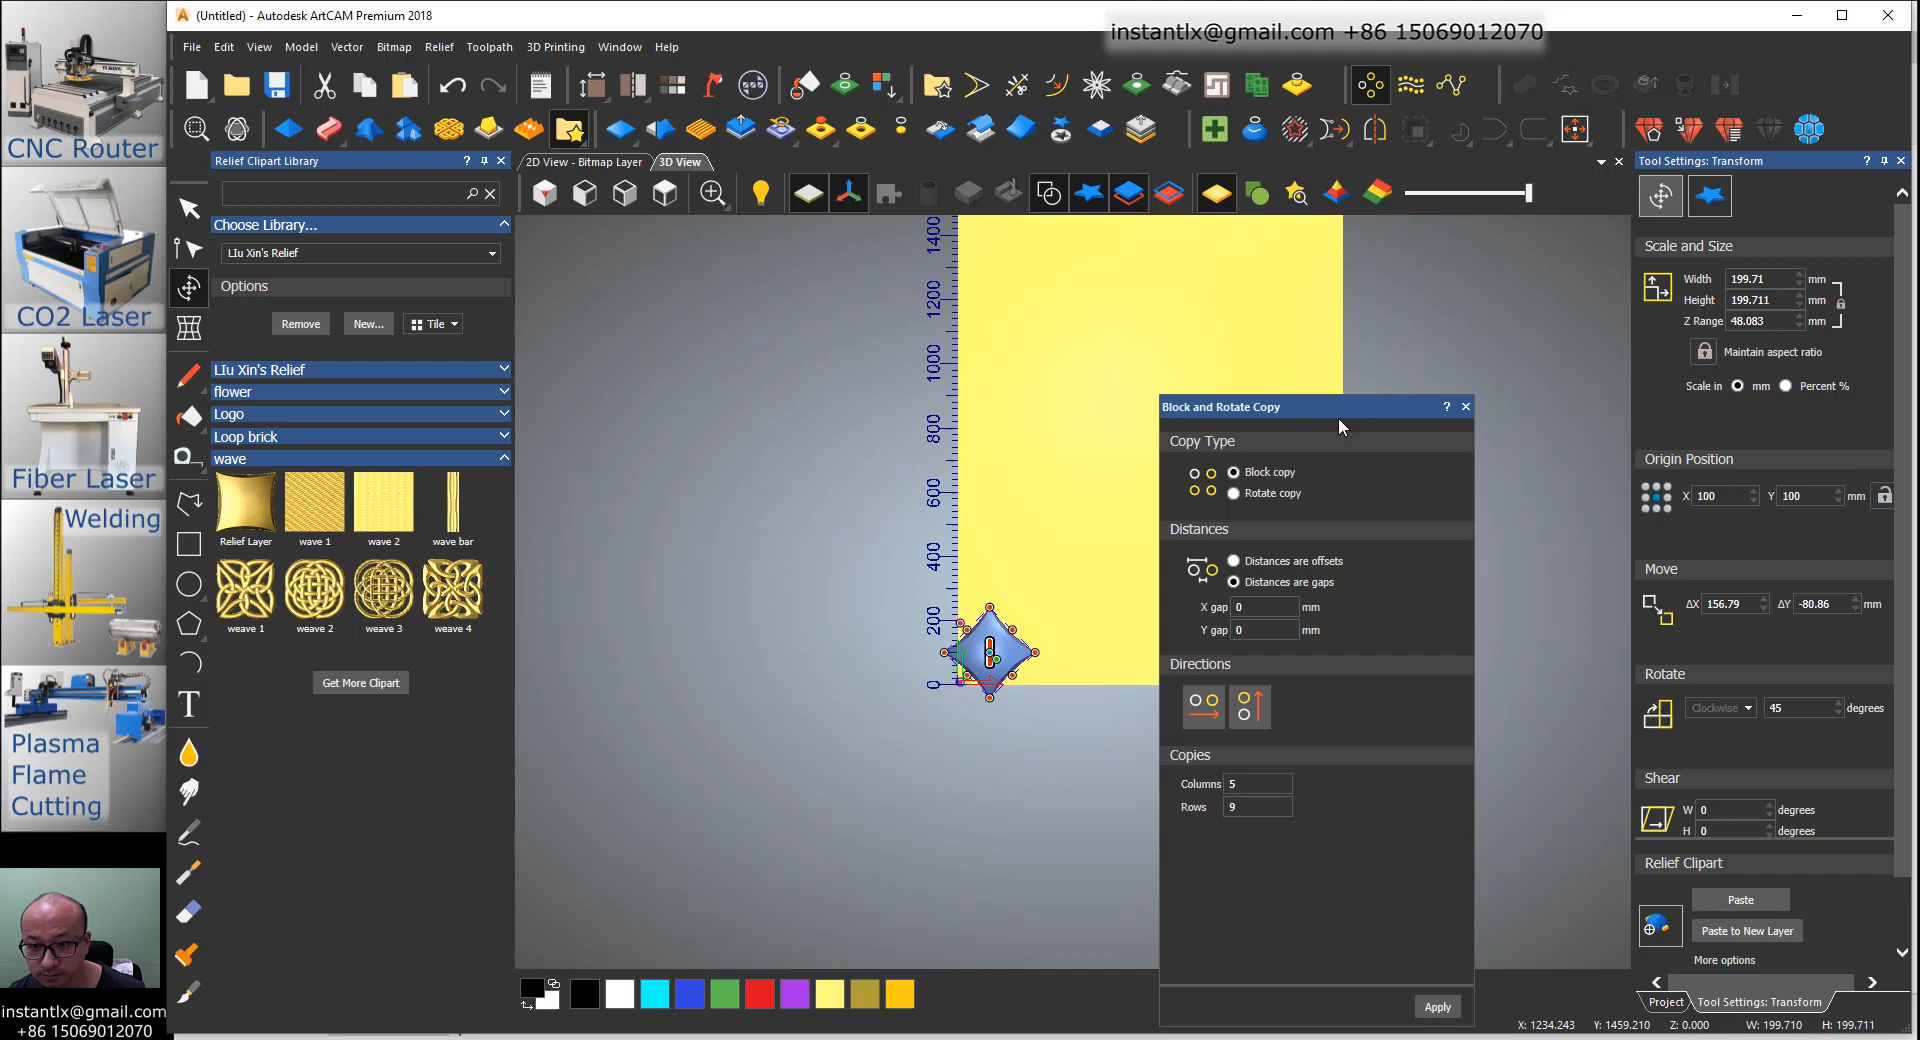 (Untitled) - Autodesk ArtCAM Premium 2018
instantlx@gmail.com +86 15069012070
File Edit View Model Vector Bitmap Relief Toolpath 3D Printing Window Help
CNC Router
CO2 Laser
Fiber Laser
Welding
Plasma
Flame
Cutting
instantlx@gmail.com
+86 15069012070
Relief Clipart Library ?
Choose Library...
LIu Xin's Relief
Options
Remove New... Tile
LIu Xin's Relief
flower
Logo
Loop brick
wave
Relief Layer wave 1 wave 2 wave bar
weave 1 weave 2 weave 3 weave 4
Get More Clipart
T
2D View - Bitmap Layer 3D View
1400
1200
1000
800
600
400
200
0
Block and Rotate Copy ?
Copy Type
Block copy
Rotate copy
Distances
Distances are offsets
Distances are gaps
X gap 0 mm
Y gap 0 mm
Directions
Copies
Columns 5
Rows 9
Apply
Tool Settings: Transform ?
Scale and Size
Width 199.71 mm
Height 199.711 mm
Z Range 48.083 mm
Maintain aspect ratio
Scale in mm Percent %
Origin Position
X 100 Y 100 mm
Move
ΔX 156.79 ΔY -80.86 mm
Rotate
Clockwise 45 degrees
Shear
W 0 degrees
H 0 degrees
Relief Clipart
Paste
Paste to New Layer
More options
Project Tool Settings: Transform
X: 1234.243 Y: 1459.210 Z: 0.000 W: 199.710 H: 199.711